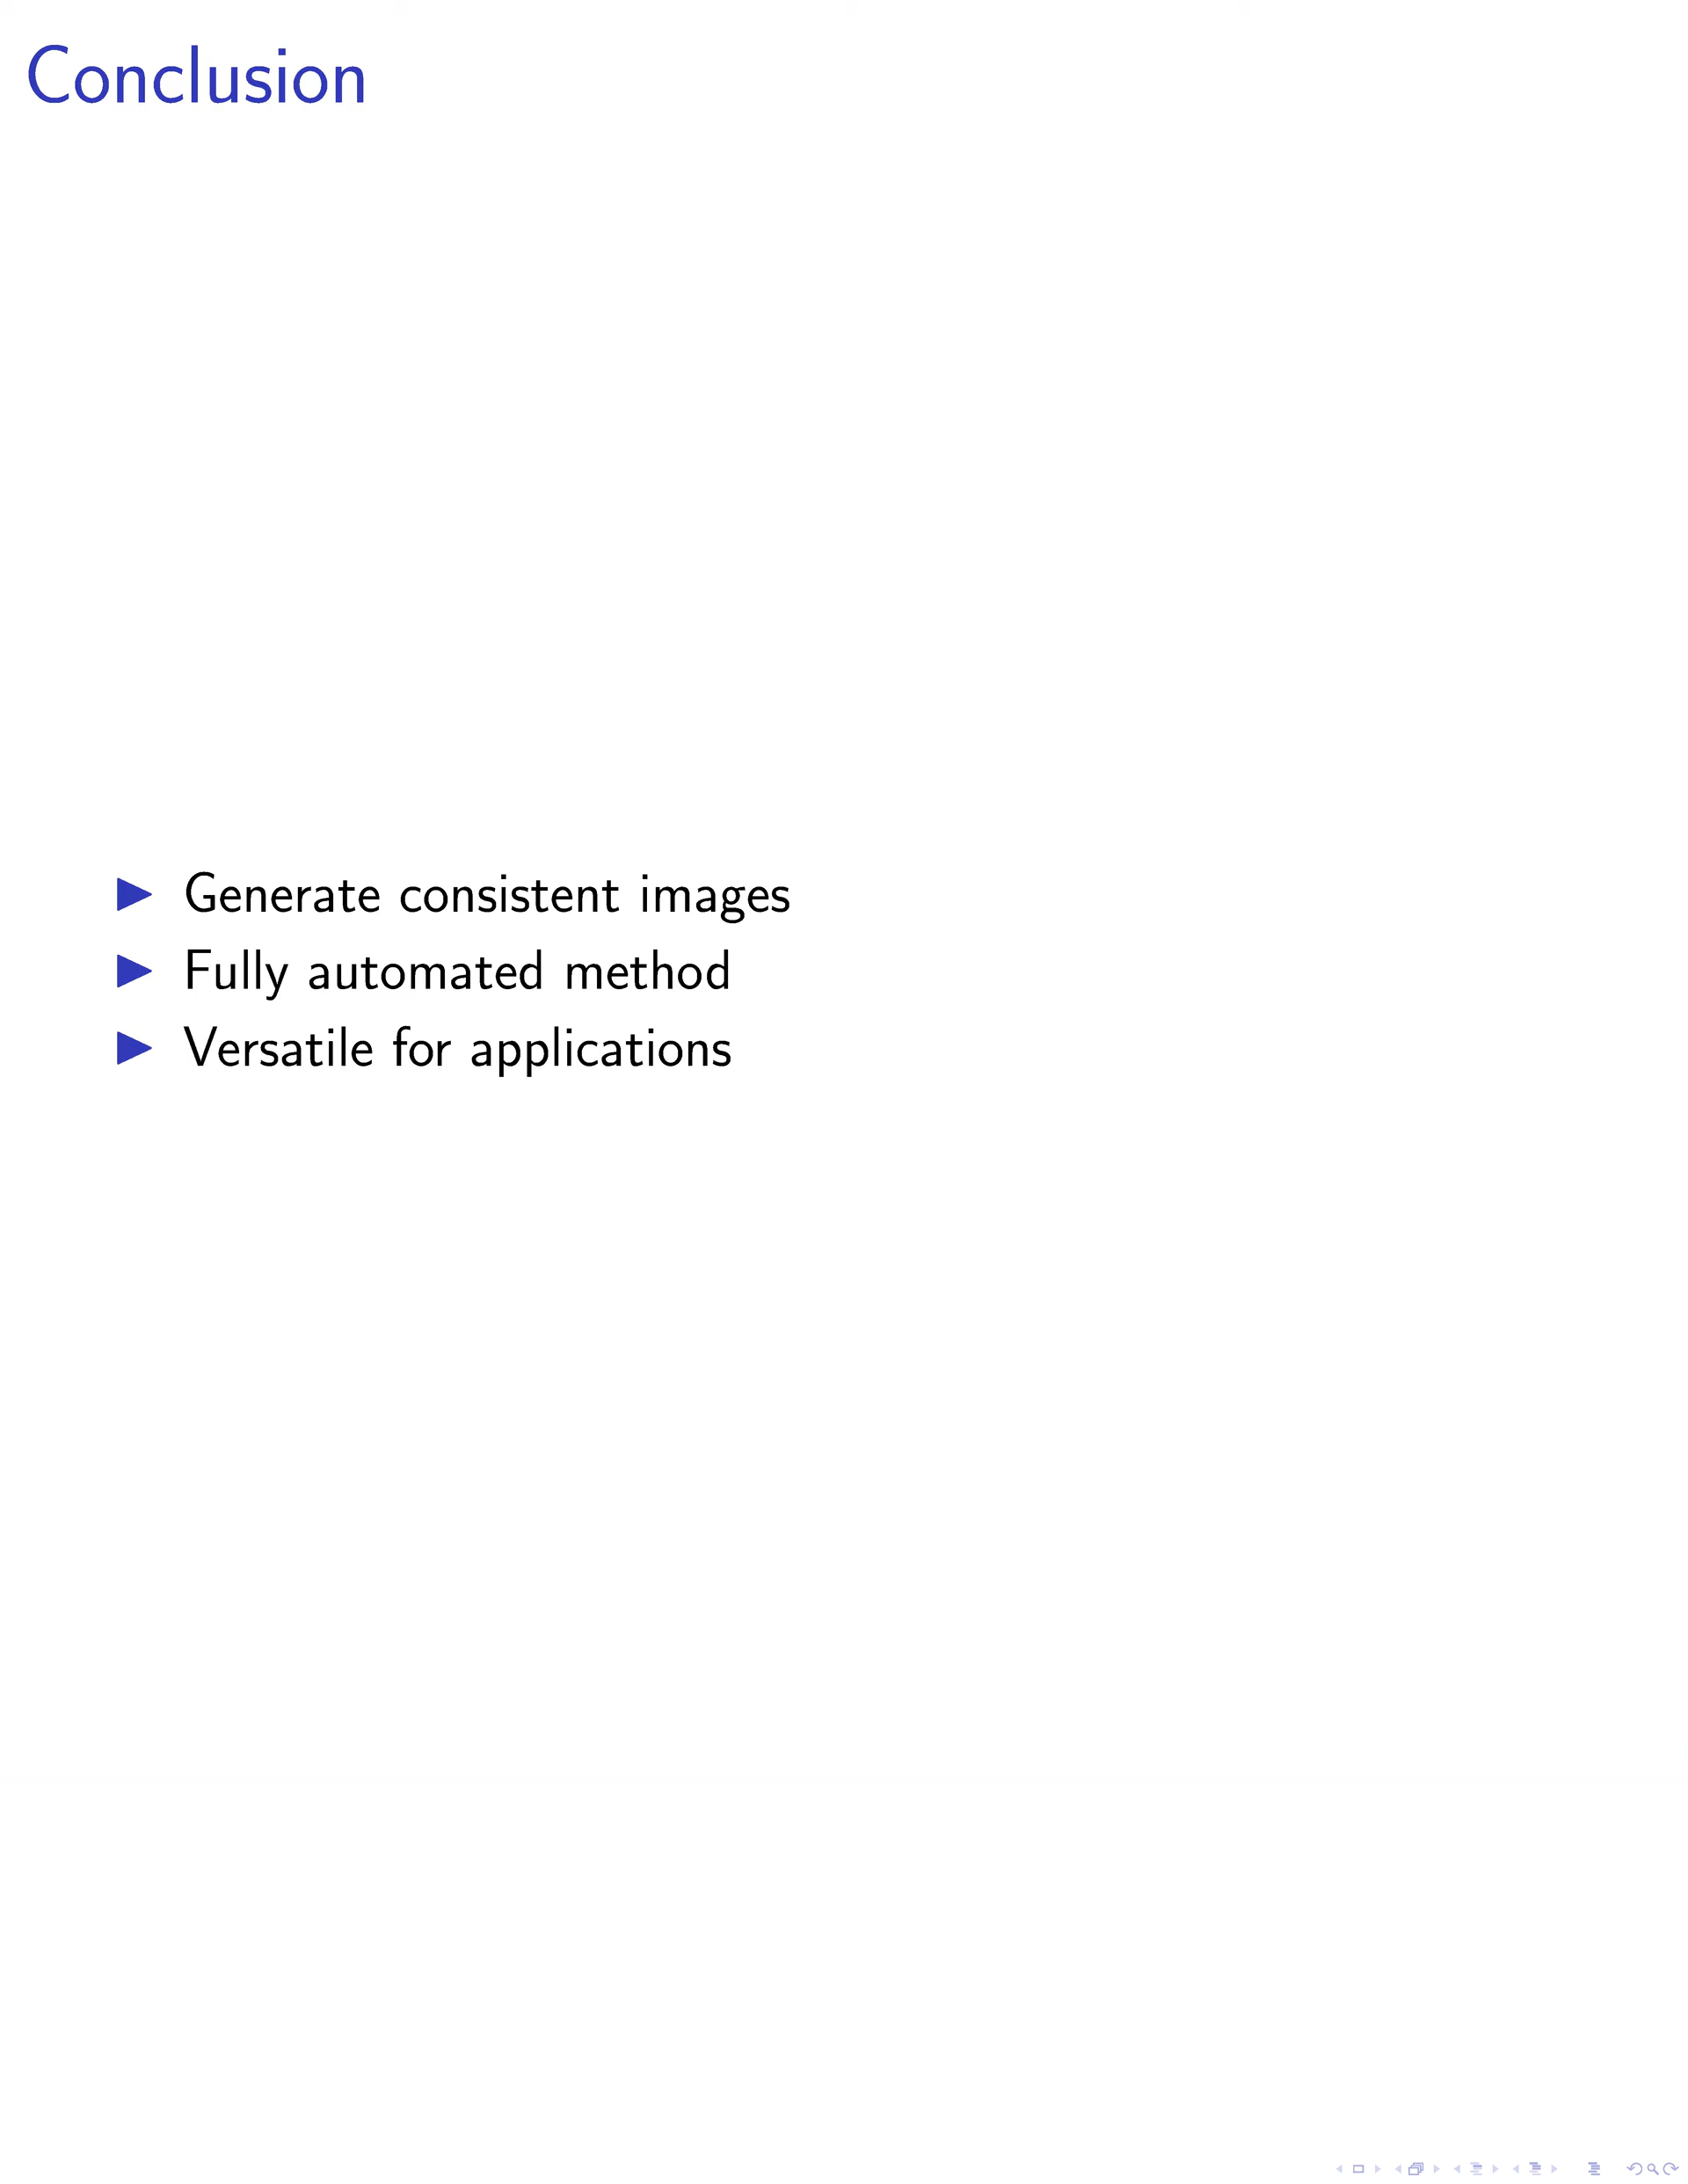 Conclusion
Generate consistent images
Fully automated method
Versatile for applications